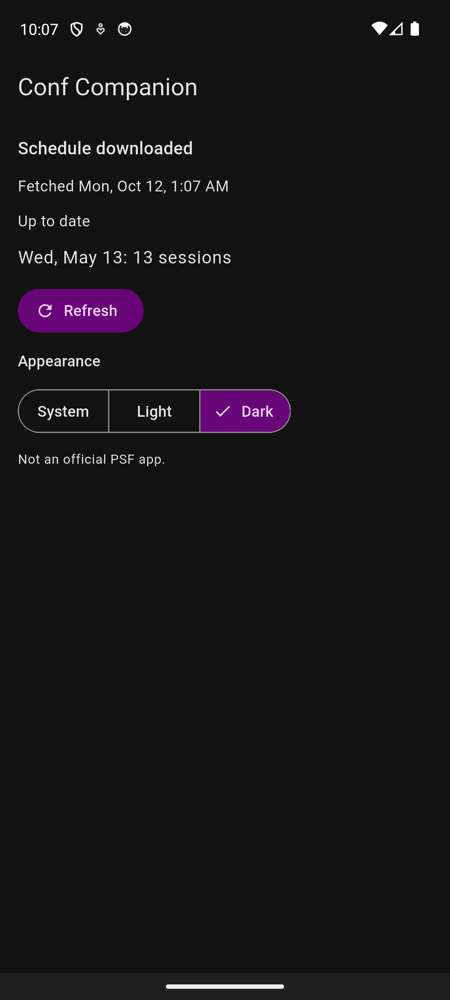 10:07
Conf Companion
Schedule downloaded
Fetched Mon, Oct 12, 1:07 AM
Up to date
Wed, May 13: 13 sessions
Refresh
Appearance
System Light Dark
Not an official PSF app.